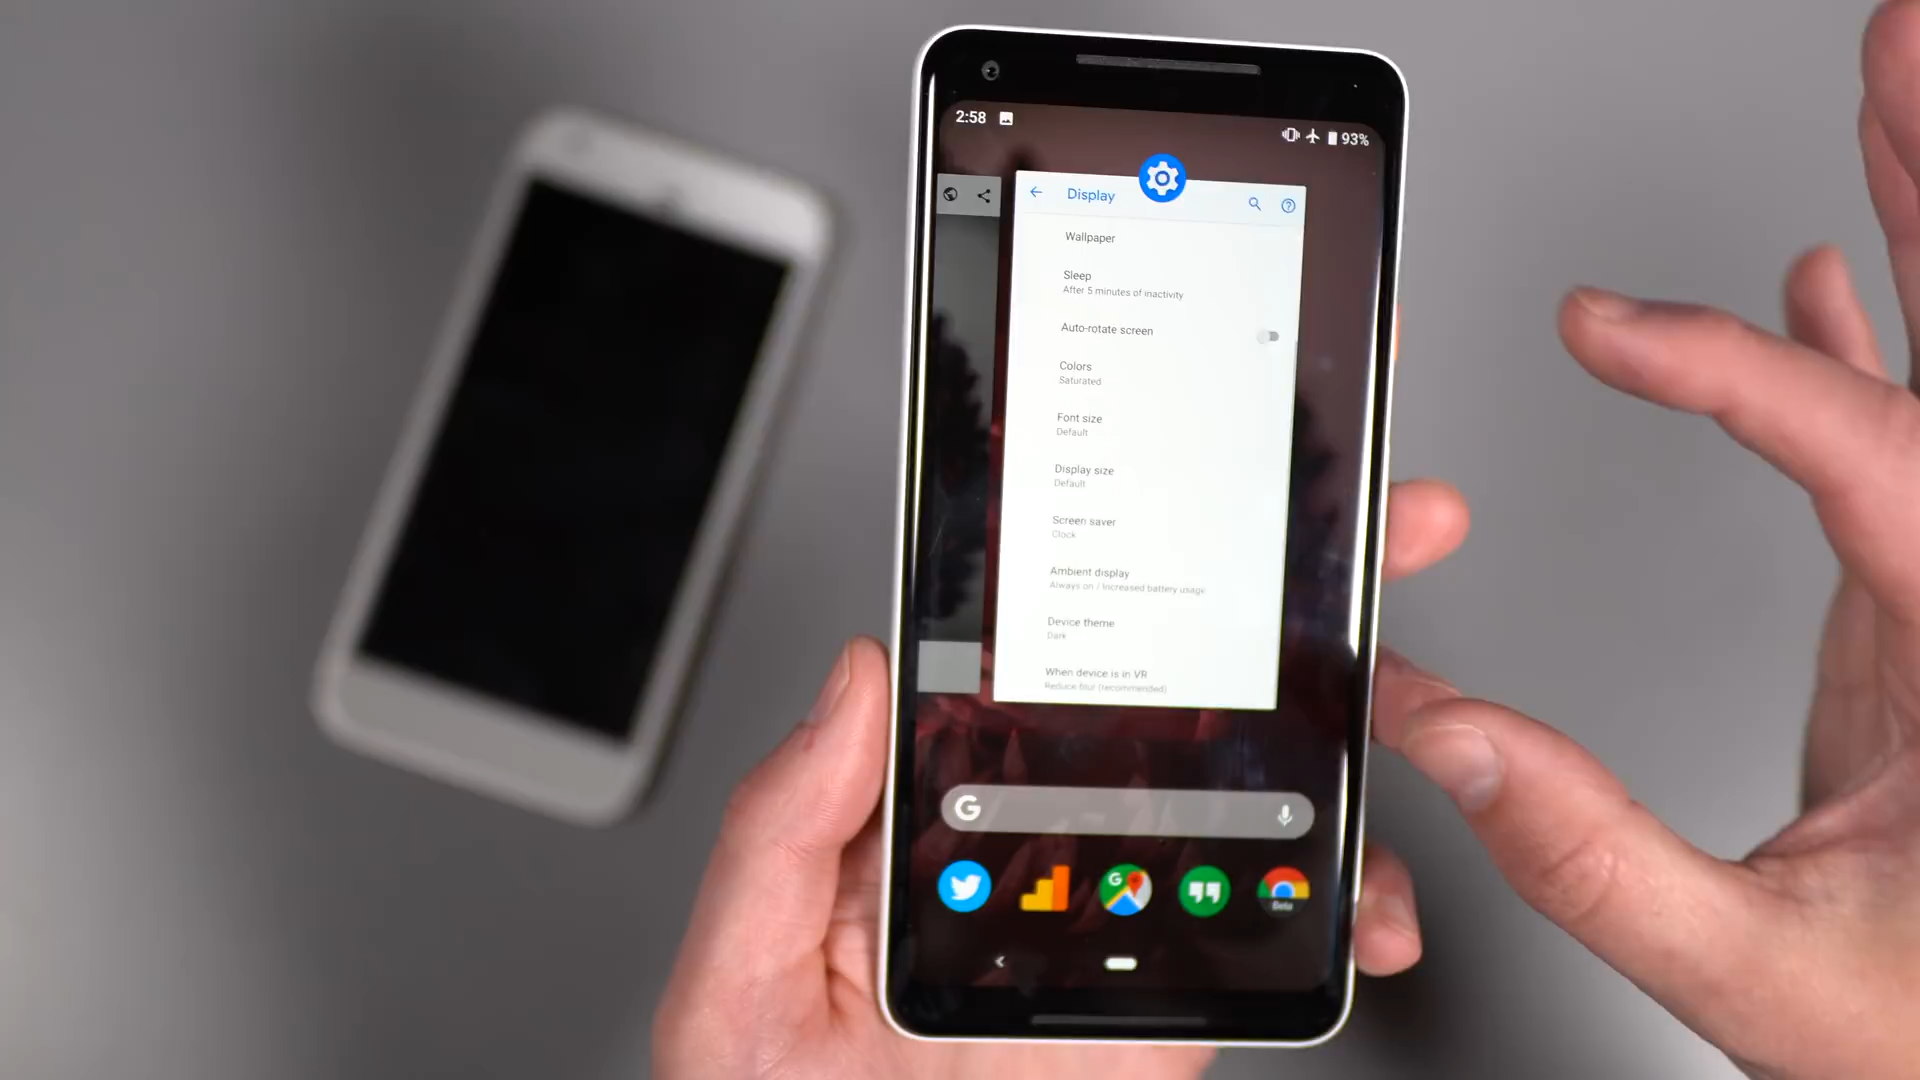 2:58
93%
Display
Wallpaper
Sleep
After 5 minutes of inactivity
Auto-rotate screen
Colors
Saturated
Font size
Default
Display size
Default
Screen saver
Clock
Ambient display
Always on / Increased battery usage
Device theme
Dark
When device is in VR
Reduce blur (recommended)
G
G
Beta